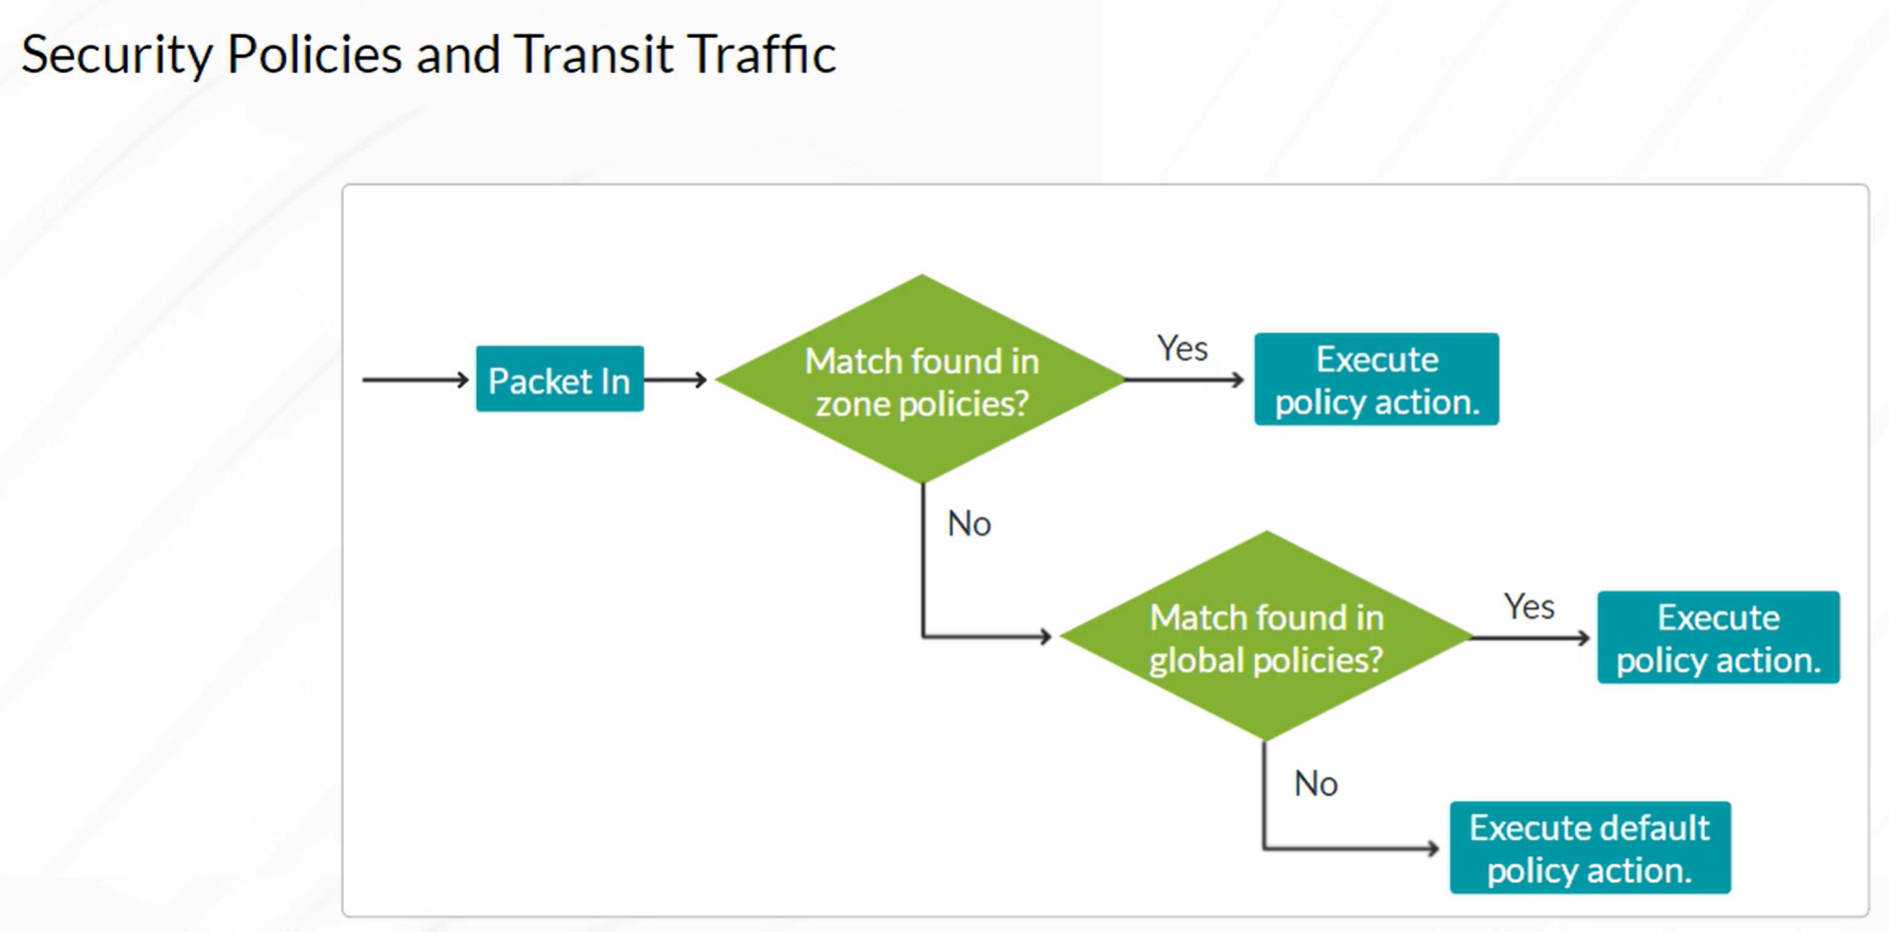 Security Policies and Transit Traffic
Packet In
Match found in
zone policies?
Yes
Execute
policy action.
No
Match found in
global policies?
Yes
Execute
policy action.
No
Execute default
policy action.